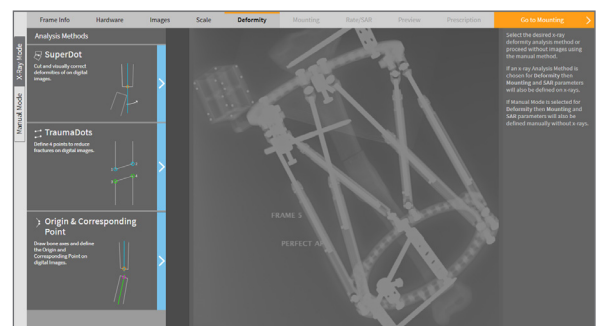 Frame Info Hardware Images Scale Deformity Mounting Rate/SAR Preview Prescription Go to Mounting
X-Ray Mode
Manual Mode
Analysis Methods
SuperDot
Cut and visually correct
deformities of on digital
images.
TraumaDots
Define 4 points to reduce
fractures on digital images.
Origin & Corresponding
Point
Draw bone axes and define
the Origin and
Corresponding Point on
digital images.
FRAME S
PERFECT AP
Select the desired x-ray
deformity analysis method or
proceed without images using
the manual method.
If an x-ray Analysis Method is
chosen for Deformity then
Mounting and SAR parameters
will also be defined on x-rays.
If Manual Mode is selected for
Deformity then Mounting and
SAR parameters will also be
defined manually without x-rays.